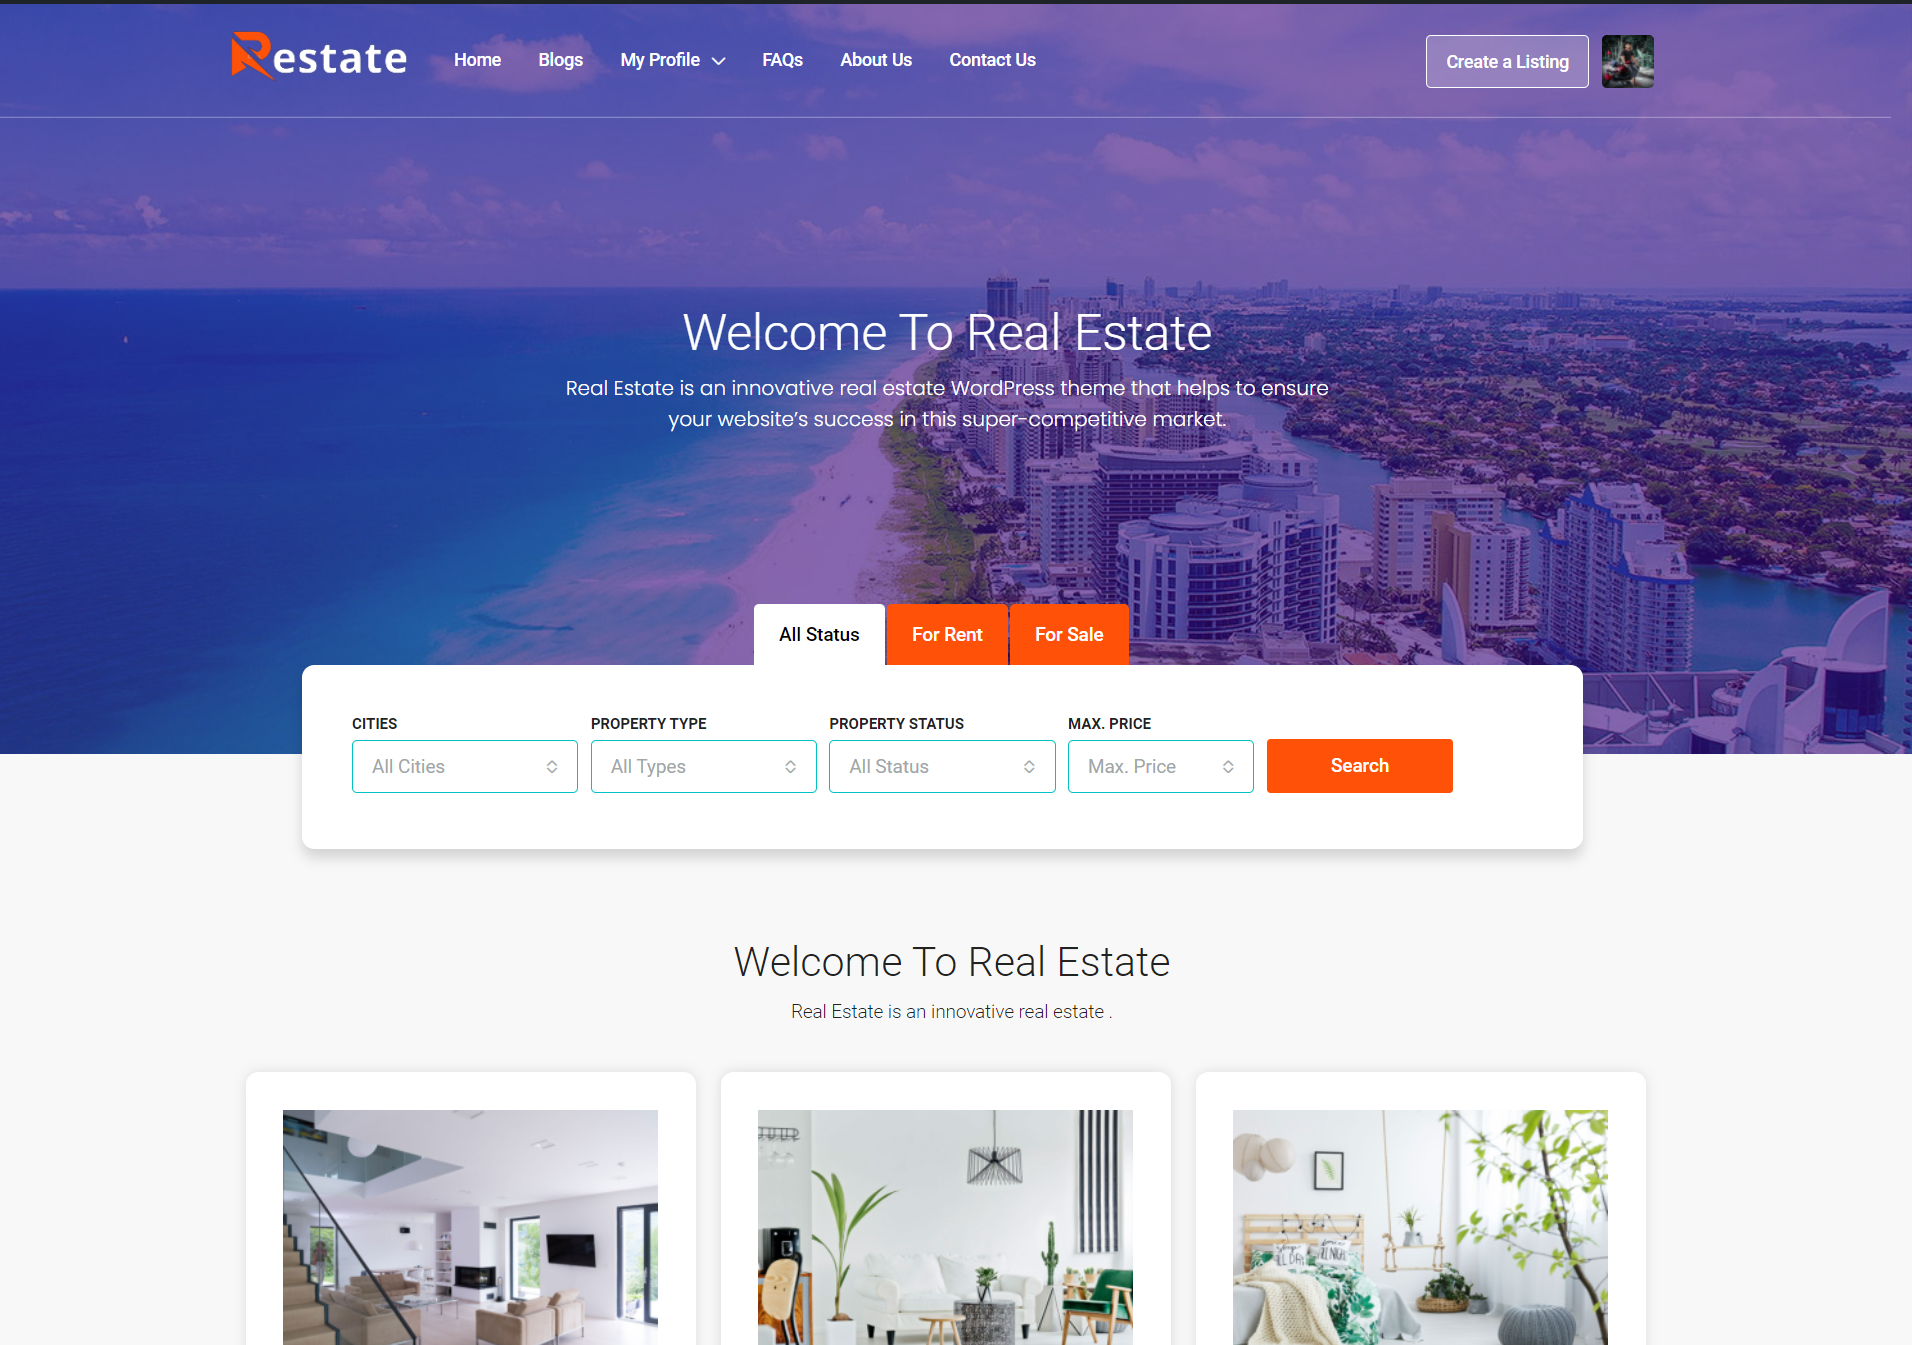 Restate
Home Blogs My Profile FAQs About Us Contact Us
Create a Listing
Welcome To Real Estate
Real Estate is an innovative real estate WordPress theme that helps to ensure
your website’s success in this super-competitive market.
All Status For Rent For Sale
CITIES PROPERTY TYPE PROPERTY STATUS MAX. PRICE
All Cities All Types All Status Max. Price Search
Welcome To Real Estate
Real Estate is an innovative real estate .